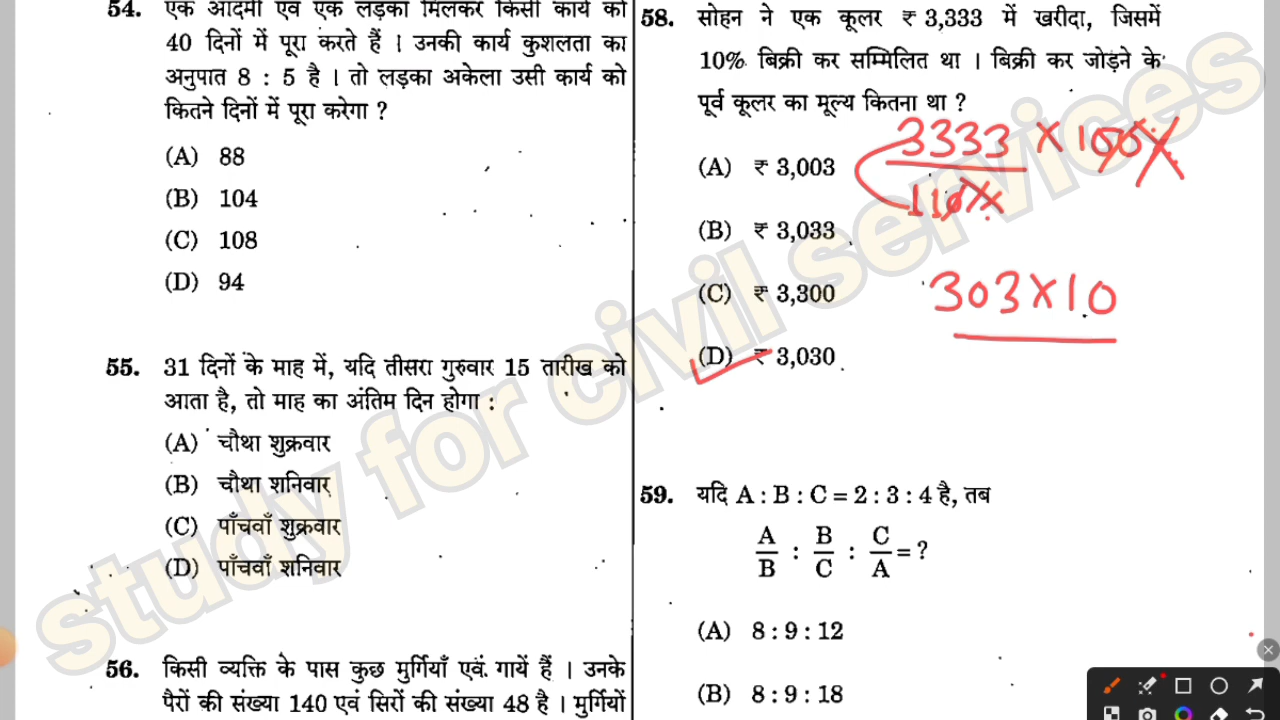 54. एक आदमी एवं एक लड़का मिलकर किसी कार्य को
40 दिनों में पूरा करते हैं । उनकी कार्य कुशलता का
अनुपात 8 : 5 है । तो लड़का अकेला उसी कार्य को
कितने दिनों में पूरा करेगा ?
(A) 88
(B) 104
(C) 108
(D) 94
55. 31 दिनों के माह में, यदि तीसरा गुरुवार 15 तारीख को
आता है, तो माह का अंतिम दिन होगा :
(A) चौथा शुक्रवार
(B) चौथा शनिवार
(C) पाँचवाँ शुक्रवार
(D) पाँचवाँ शनिवार
56. किसी व्यक्ति के पास कुछ मुर्गियाँ एवं गायें हैं । उनके
पैरों की संख्या 140 एवं सिरों की संख्या 48 है । मुर्गियों
58. सोहन ने एक कूलर ₹ 3,333 में खरीदा, जिसमें
10% बिक्री कर सम्मिलित था । बिक्री कर जोड़ने के
पूर्व कूलर का मूल्य कितना था ?
(A) ₹ 3,003
(B) ₹ 3,033
(C) ₹ 3,300
(D) ₹ 3,030
3333 × 100%
110%
303 × 10
59. यदि A : B : C = 2 : 3 : 4 है, तब
A/B : B/C : C/A = ?
(A) 8 : 9 : 12
(B) 8 : 9 : 18
study for civil services